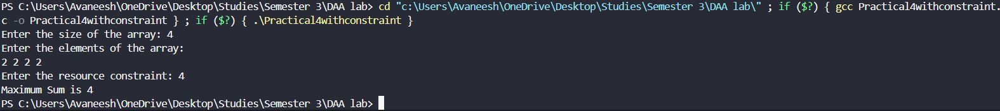 PS C:\Users\Avaneesh\OneDrive\Desktop\Studies\Semester 3\DAA lab> cd "c:\Users\Avaneesh\OneDrive\Desktop\Studies\Semester 3\DAA lab\" ; if ($?) { gcc Practical4withconstraint.
c -o Practical4withconstraint } ; if ($?) { .\Practical4withconstraint }
Enter the size of the array: 4
Enter the elements of the array:
2 2 2 2
Enter the resource constraint: 4
Maximum Sum is 4
PS C:\Users\Avaneesh\OneDrive\Desktop\Studies\Semester 3\DAA lab>